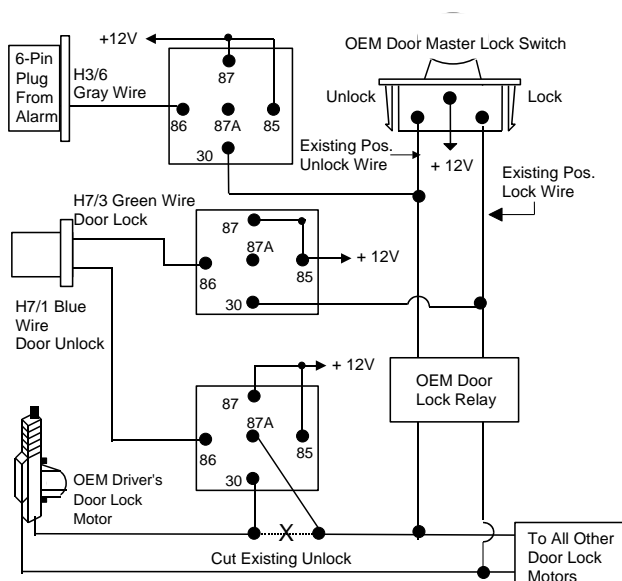 +12V
87
86
87A
85
30
6-Pin
Plug
From
Alarm
H3/6
Gray Wire
OEM Door Master Lock Switch
Unlock
Lock
Existing Pos.
Unlock Wire
+ 12V
Existing Pos.
Lock Wire
H7/3 Green Wire
Door Lock
87
87A
86
85
30
+ 12V
H7/1 Blue
Wire
Door Unlock
+ 12V
87
87A
86
85
30
OEM Door
Lock Relay
OEM Driver's
Door Lock
Motor
X
Cut Existing Unlock
To All Other
Door Lock
Motors